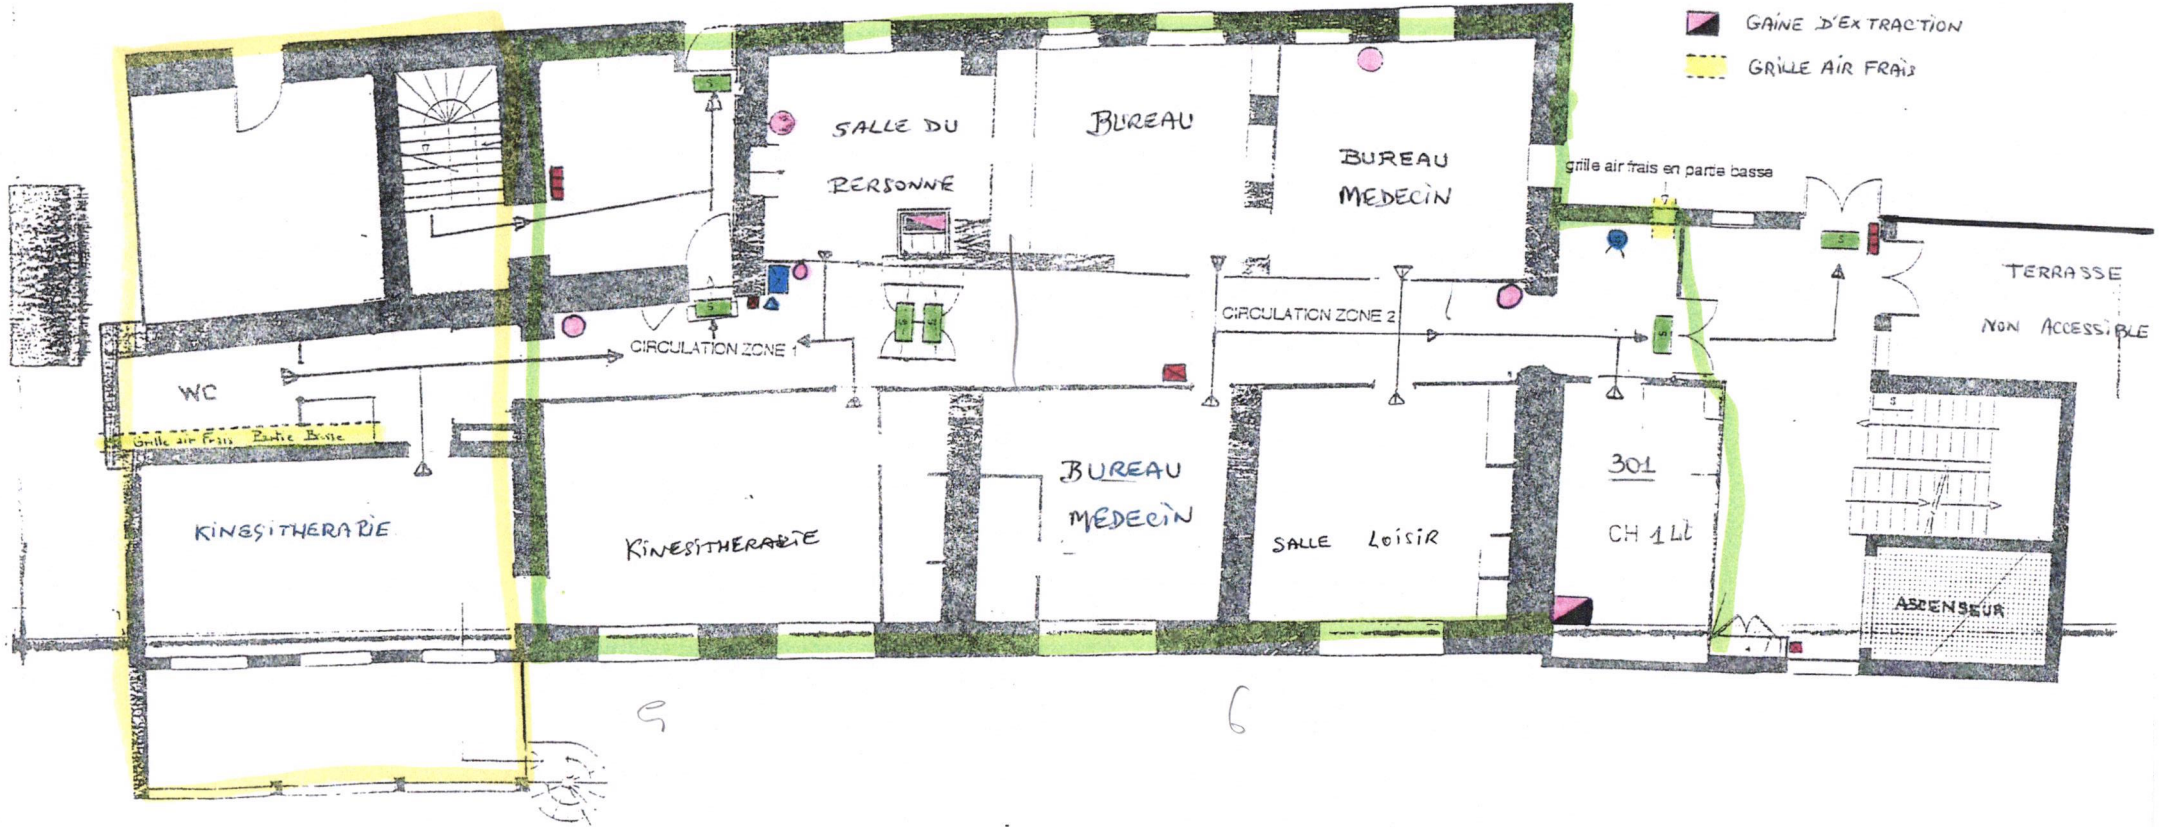 GAINE D'EXTRACTION
GRILLE AIR FRAIS
SALLE DU
PERSONNE
BUREAU
BUREAU
MEDECIN
grille air frais en partie basse
TERRASSE
NON ACCESSIBLE
CIRCULATION ZONE 1
CIRCULATION ZONE 2
WC
Grille air Frais Partie Basse
KINESITHERAPIE
KINESITHERAPIE
BUREAU
MEDECIN
SALLE LOISIR
301
CH 1 Lit
ASCENSEUR
S
S
S
S
S
S
S
S
6